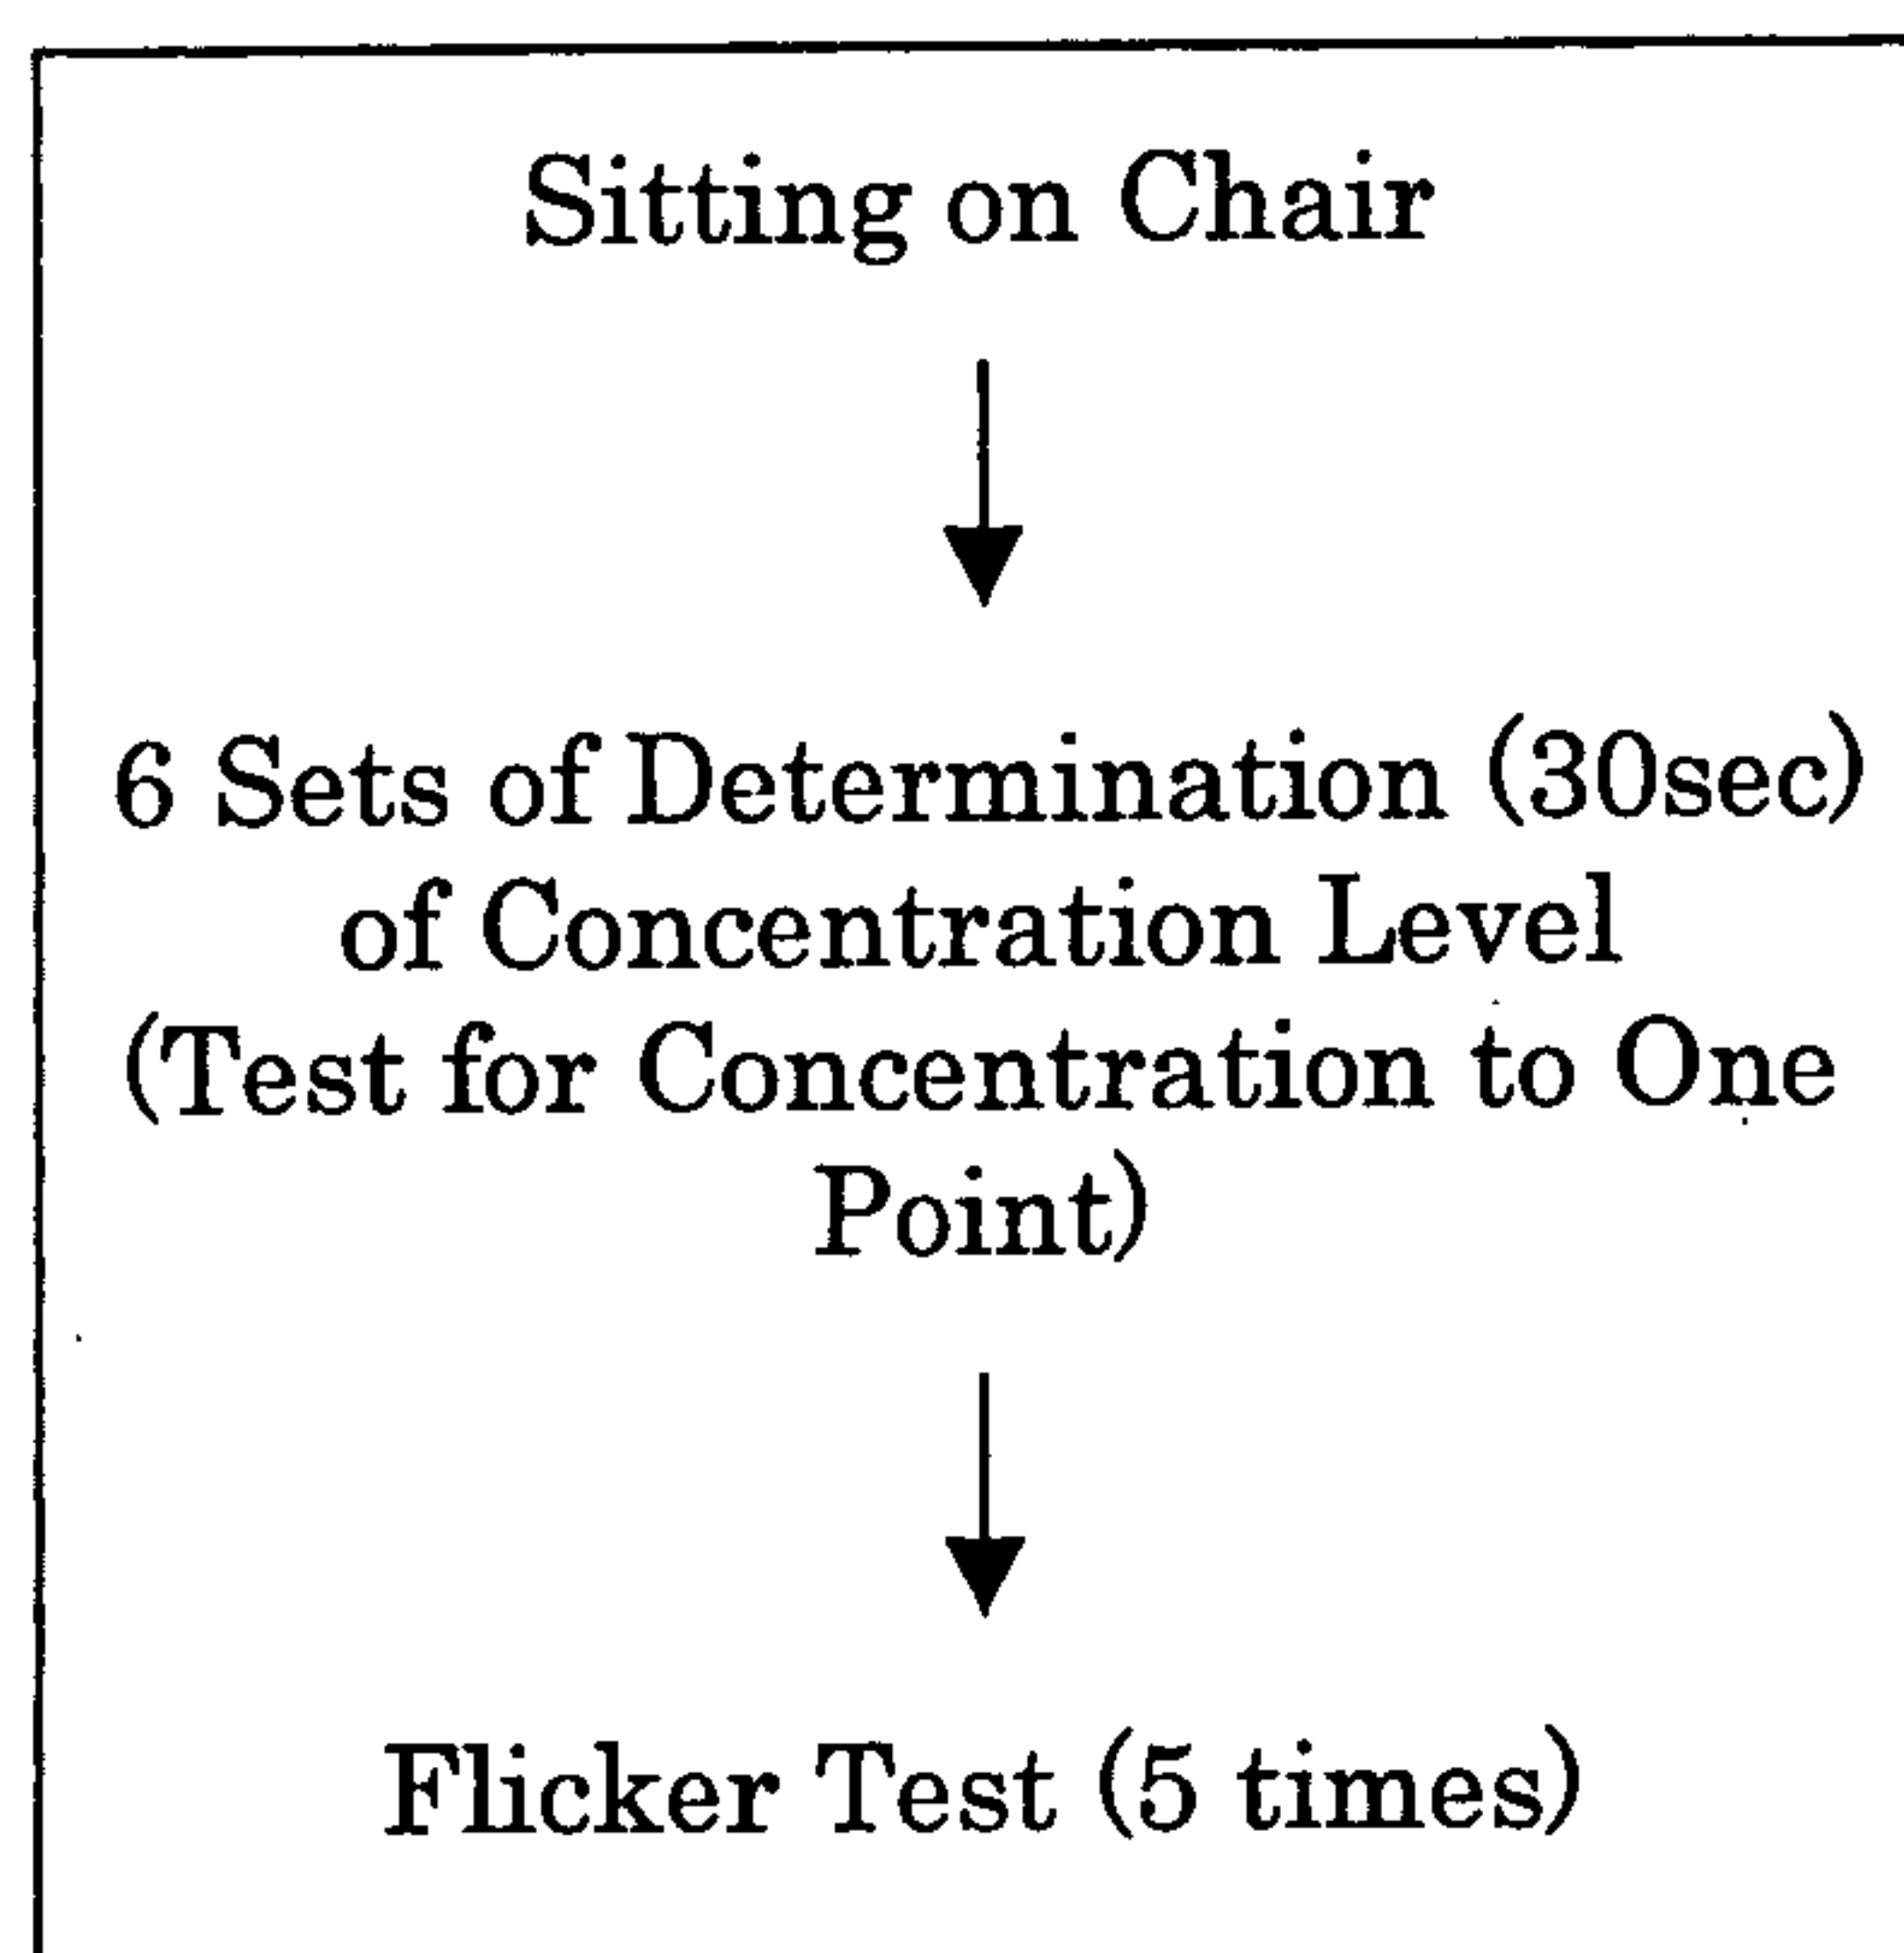 Sitting on Chair
6 Sets of Determination (30sec)
of Concentration Level
(Test for Concentration to One
Point)
Flicker Test (5 times)